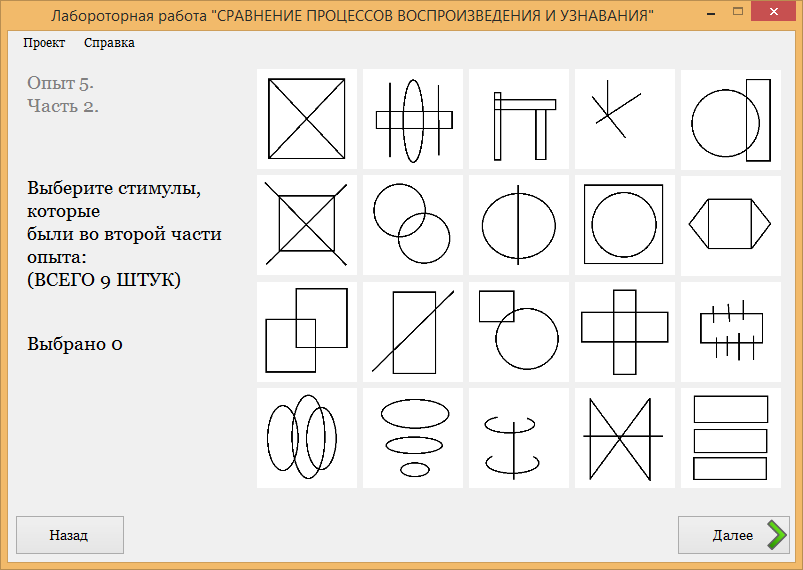 Лабороторная работа "СРАВНЕНИЕ ПРОЦЕССОВ ВОСПРОИЗВЕДЕНИЯ И УЗНАВАНИЯ"
Проект Справка
Опыт 5.
Часть 2.
Выберите стимулы,
которые
были во второй части
опыта:
(ВСЕГО 9 ШТУК)
Выбрано 0
Назад
Далее